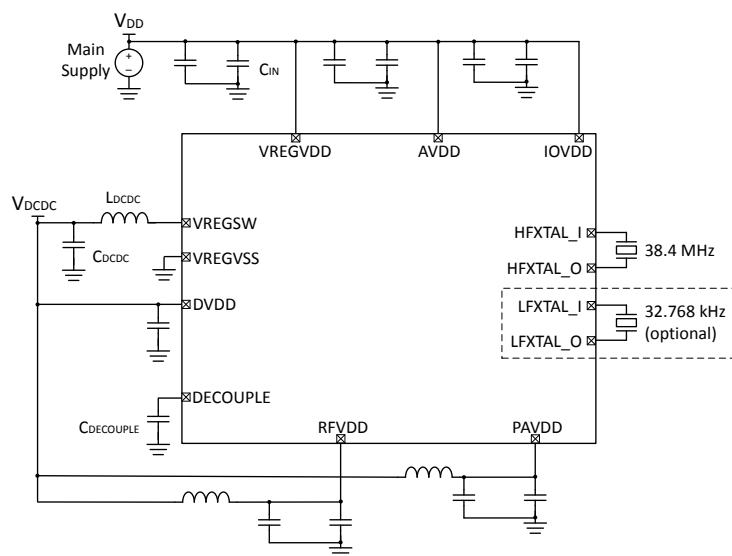 VDD
Main
Supply
+
−
CIN
VREGVDD
AVDD
IOVDD
VDCDC
LDCDC
VREGSW
CDCDC
VREGVSS
DVDD
DECOUPLE
CDECOUPLE
HFXTAL_I
HFXTAL_O
38.4 MHz
LFXTAL_I
LFXTAL_O
32.768 kHz
(optional)
RFVDD
PAVDD